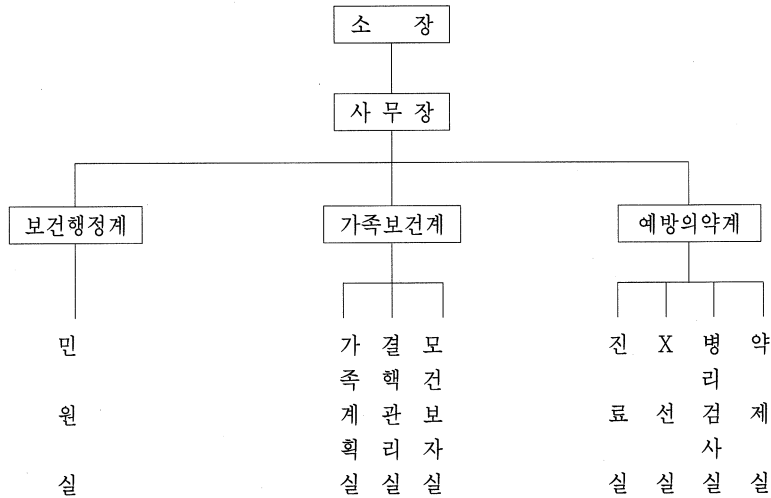 소 장
사 무 장
보건행정계
가족보건계
예방의약계
민원실
가족계획실
결핵관리실
모건보자실
진료실
X선실
병리검사실
약제실